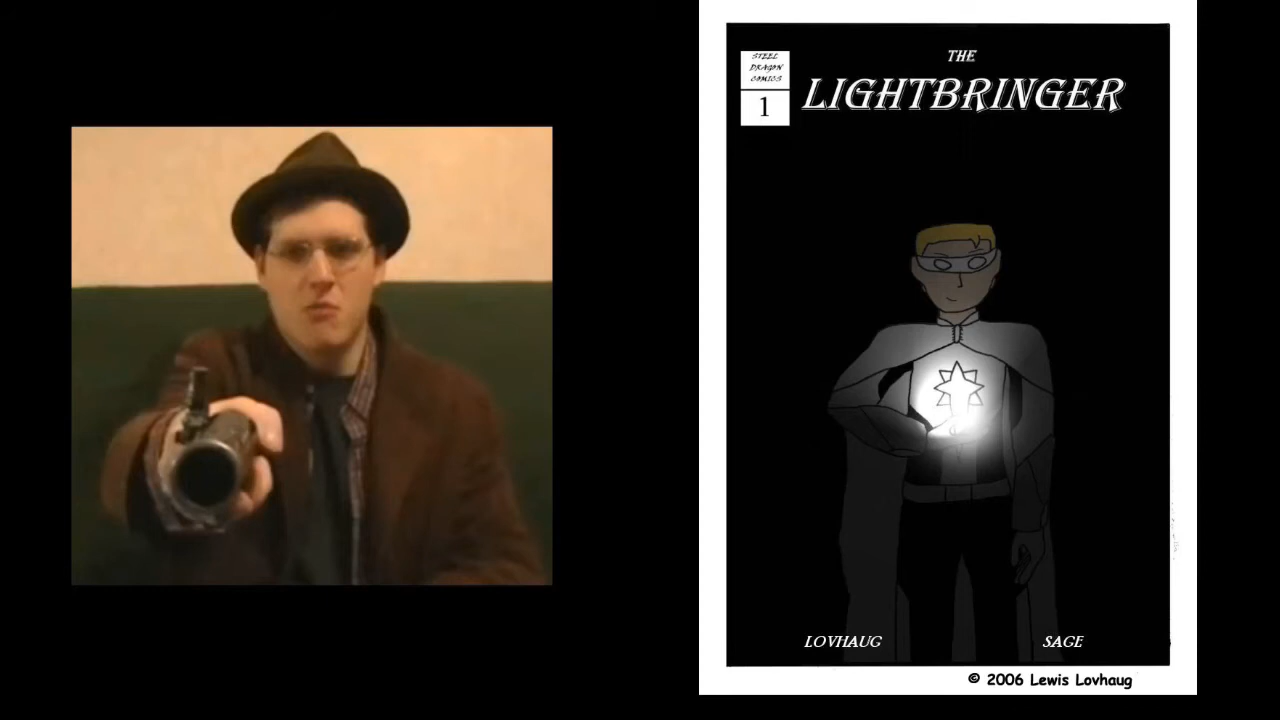 STEEL
DRAGON
COMICS
1
THE
LIGHTBRINGER
LOVHAUG
SAGE
© 2006 Lewis Lovhaug